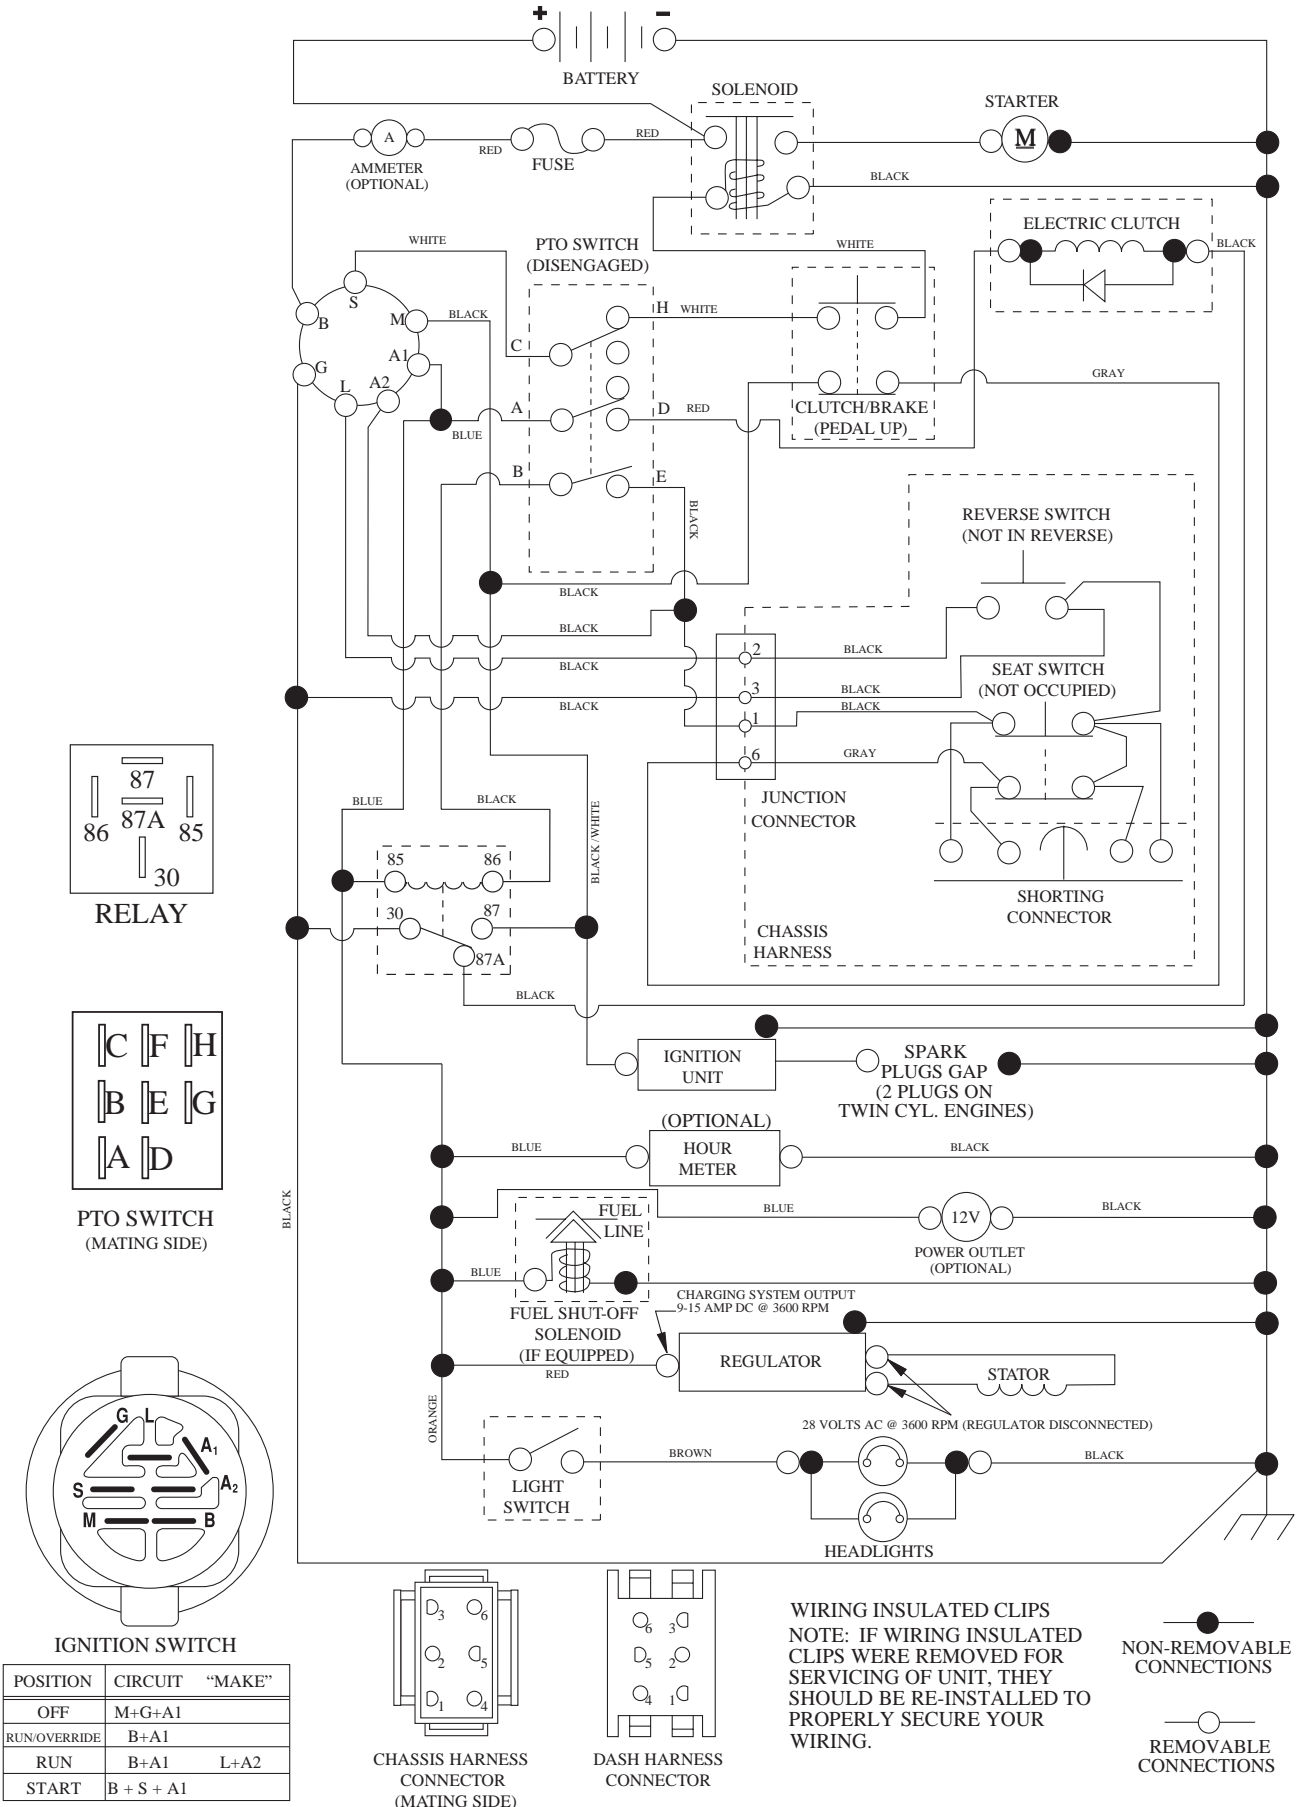 + −
BATTERY
SOLENOID
STARTER
M
A
RED
FUSE
RED
AMMETER
(OPTIONAL)
BLACK
ELECTRIC CLUTCH
BLACK
WHITE
PTO SWITCH
(DISENGAGED)
WHITE
S
B
M
BLACK
H WHITE
C
G
A1
L
A2
GRAY
CLUTCH/BRAKE
(PEDAL UP)
A
D RED
BLUE
B
E
BLACK
REVERSE SWITCH
(NOT IN REVERSE)
BLACK
BLACK
BLACK
2
BLACK
SEAT SWITCH
(NOT OCCUPIED)
3
BLACK
BLACK
1
BLACK
6
GRAY
JUNCTION
CONNECTOR
87
86
87A
85
30
RELAY
BLUE
BLACK
BLACK/WHITE
85
86
30
87
87A
SHORTING
CONNECTOR
CHASSIS
HARNESS
BLACK
C F H
B E G
A D
PTO SWITCH
(MATING SIDE)
IGNITION
UNIT
SPARK
PLUGS GAP
(2 PLUGS ON
TWIN CYL. ENGINES)
(OPTIONAL)
HOUR
METER
BLUE
BLACK
BLACK
FUEL
LINE
BLUE
12V
BLACK
POWER OUTLET
(OPTIONAL)
BLUE
FUEL SHUT-OFF
SOLENOID
(IF EQUIPPED)
CHARGING SYSTEM OUTPUT
9-15 AMP DC @ 3600 RPM
RED
REGULATOR
STATOR
28 VOLTS AC @ 3600 RPM (REGULATOR DISCONNECTED)
ORANGE
LIGHT
SWITCH
BROWN
BLACK
HEADLIGHTS
G L
A1
S
A2
M
B
IGNITION SWITCH
POSITION CIRCUIT “MAKE”
OFF M+G+A1
RUN/OVERRIDE B+A1
RUN B+A1 L+A2
START B + S + A1
3 6
2 5
1 4
CHASSIS HARNESS
CONNECTOR
(MATING SIDE)
6 3
5 2
4 1
DASH HARNESS
CONNECTOR
WIRING INSULATED CLIPS
NOTE: IF WIRING INSULATED
CLIPS WERE REMOVED FOR
SERVICING OF UNIT, THEY
SHOULD BE RE-INSTALLED TO
PROPERLY SECURE YOUR
WIRING.
NON-REMOVABLE
CONNECTIONS
REMOVABLE
CONNECTIONS